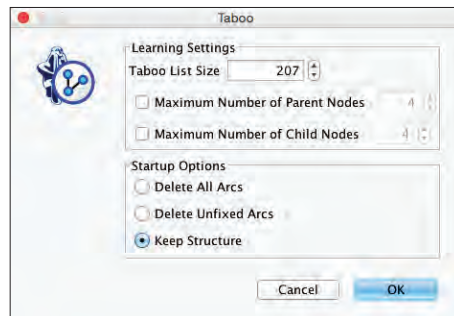 Taboo
Learning Settings
Taboo List Size 207
Maximum Number of Parent Nodes 4
Maximum Number of Child Nodes 4
Startup Options
Delete All Arcs
Delete Unfixed Arcs
Keep Structure
Cancel OK